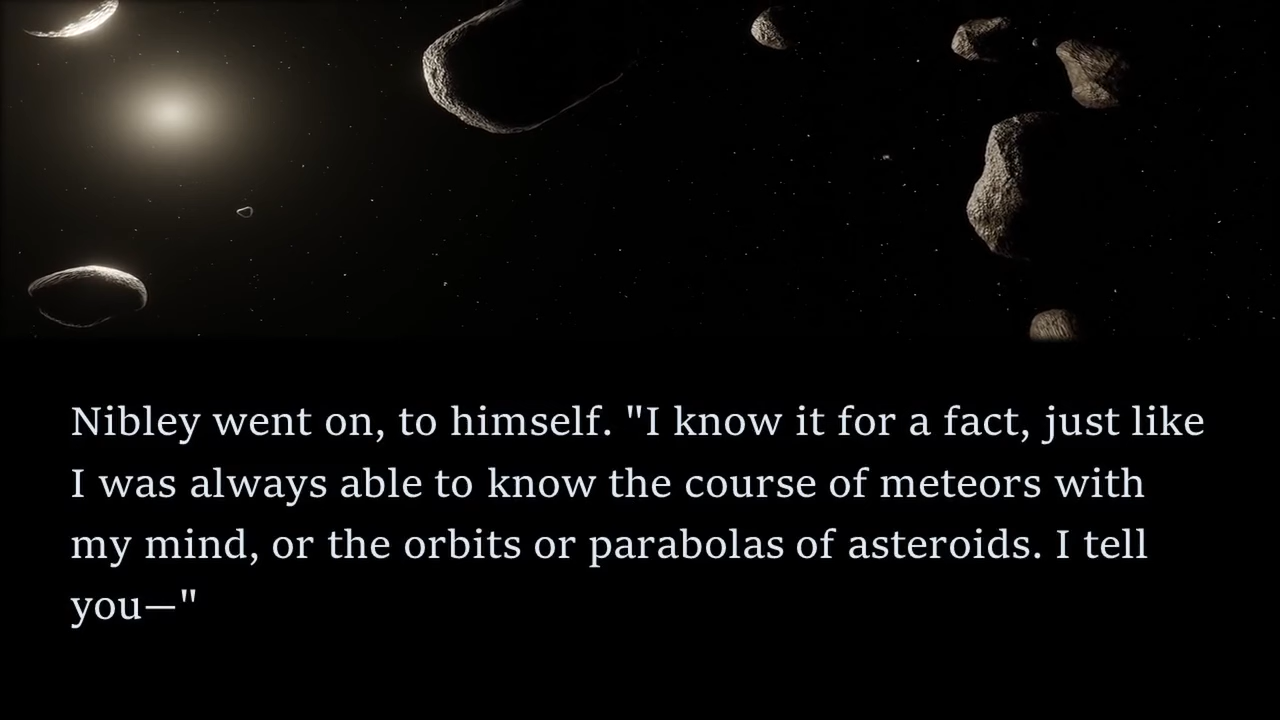 Nibley went on, to himself. "I know it for a fact, just like
I was always able to know the course of meteors with
my mind, or the orbits or parabolas of asteroids. I tell
you—"